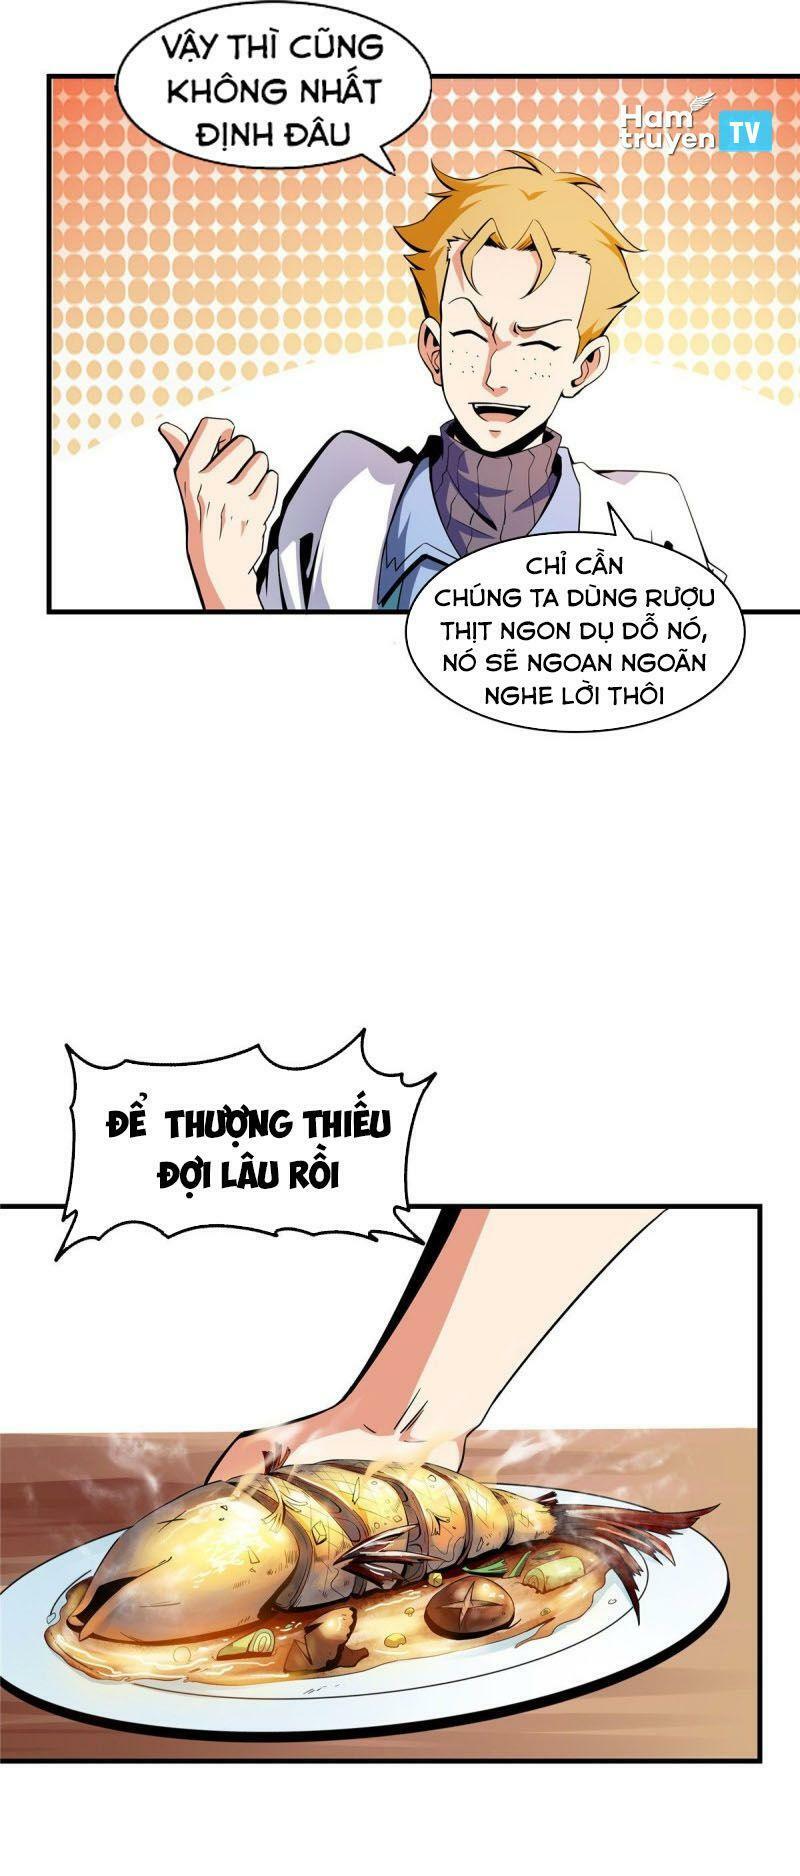 VẬY THÌ CŨNG
KHÔNG NHẤT
ĐỊNH ĐÂU
Ham
truyen TV
CHỈ CẦN
CHÚNG TA DÙNG RƯỢU
THỊT NGON DỤ DỖ NÓ,
NÓ SẼ NGOAN NGOÃN
NGHE LỜI THÔI
ĐỂ THƯỢNG THIẾU
ĐỢI LÂU RỒI